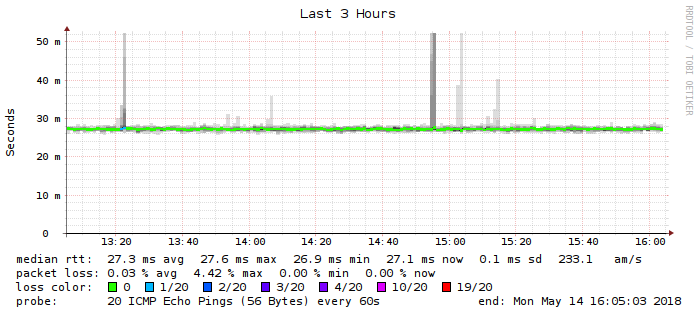 Last 3 Hours
RRDTOOL / TOBI OETIKER
Seconds
50 m
40 m
30 m
20 m
10 m
0
13:20 13:40 14:00 14:20 14:40 15:00 15:20 15:40 16:00
median rtt: 27.3 ms avg 27.6 ms max 26.9 ms min 27.1 ms now 0.1 ms sd 233.1 am/s
packet loss: 0.03 % avg 4.42 % max 0.00 % min 0.00 % now
loss color: 0 1/20 2/20 3/20 4/20 10/20 19/20
probe: 20 ICMP Echo Pings (56 Bytes) every 60s end: Mon May 14 16:05:03 2018